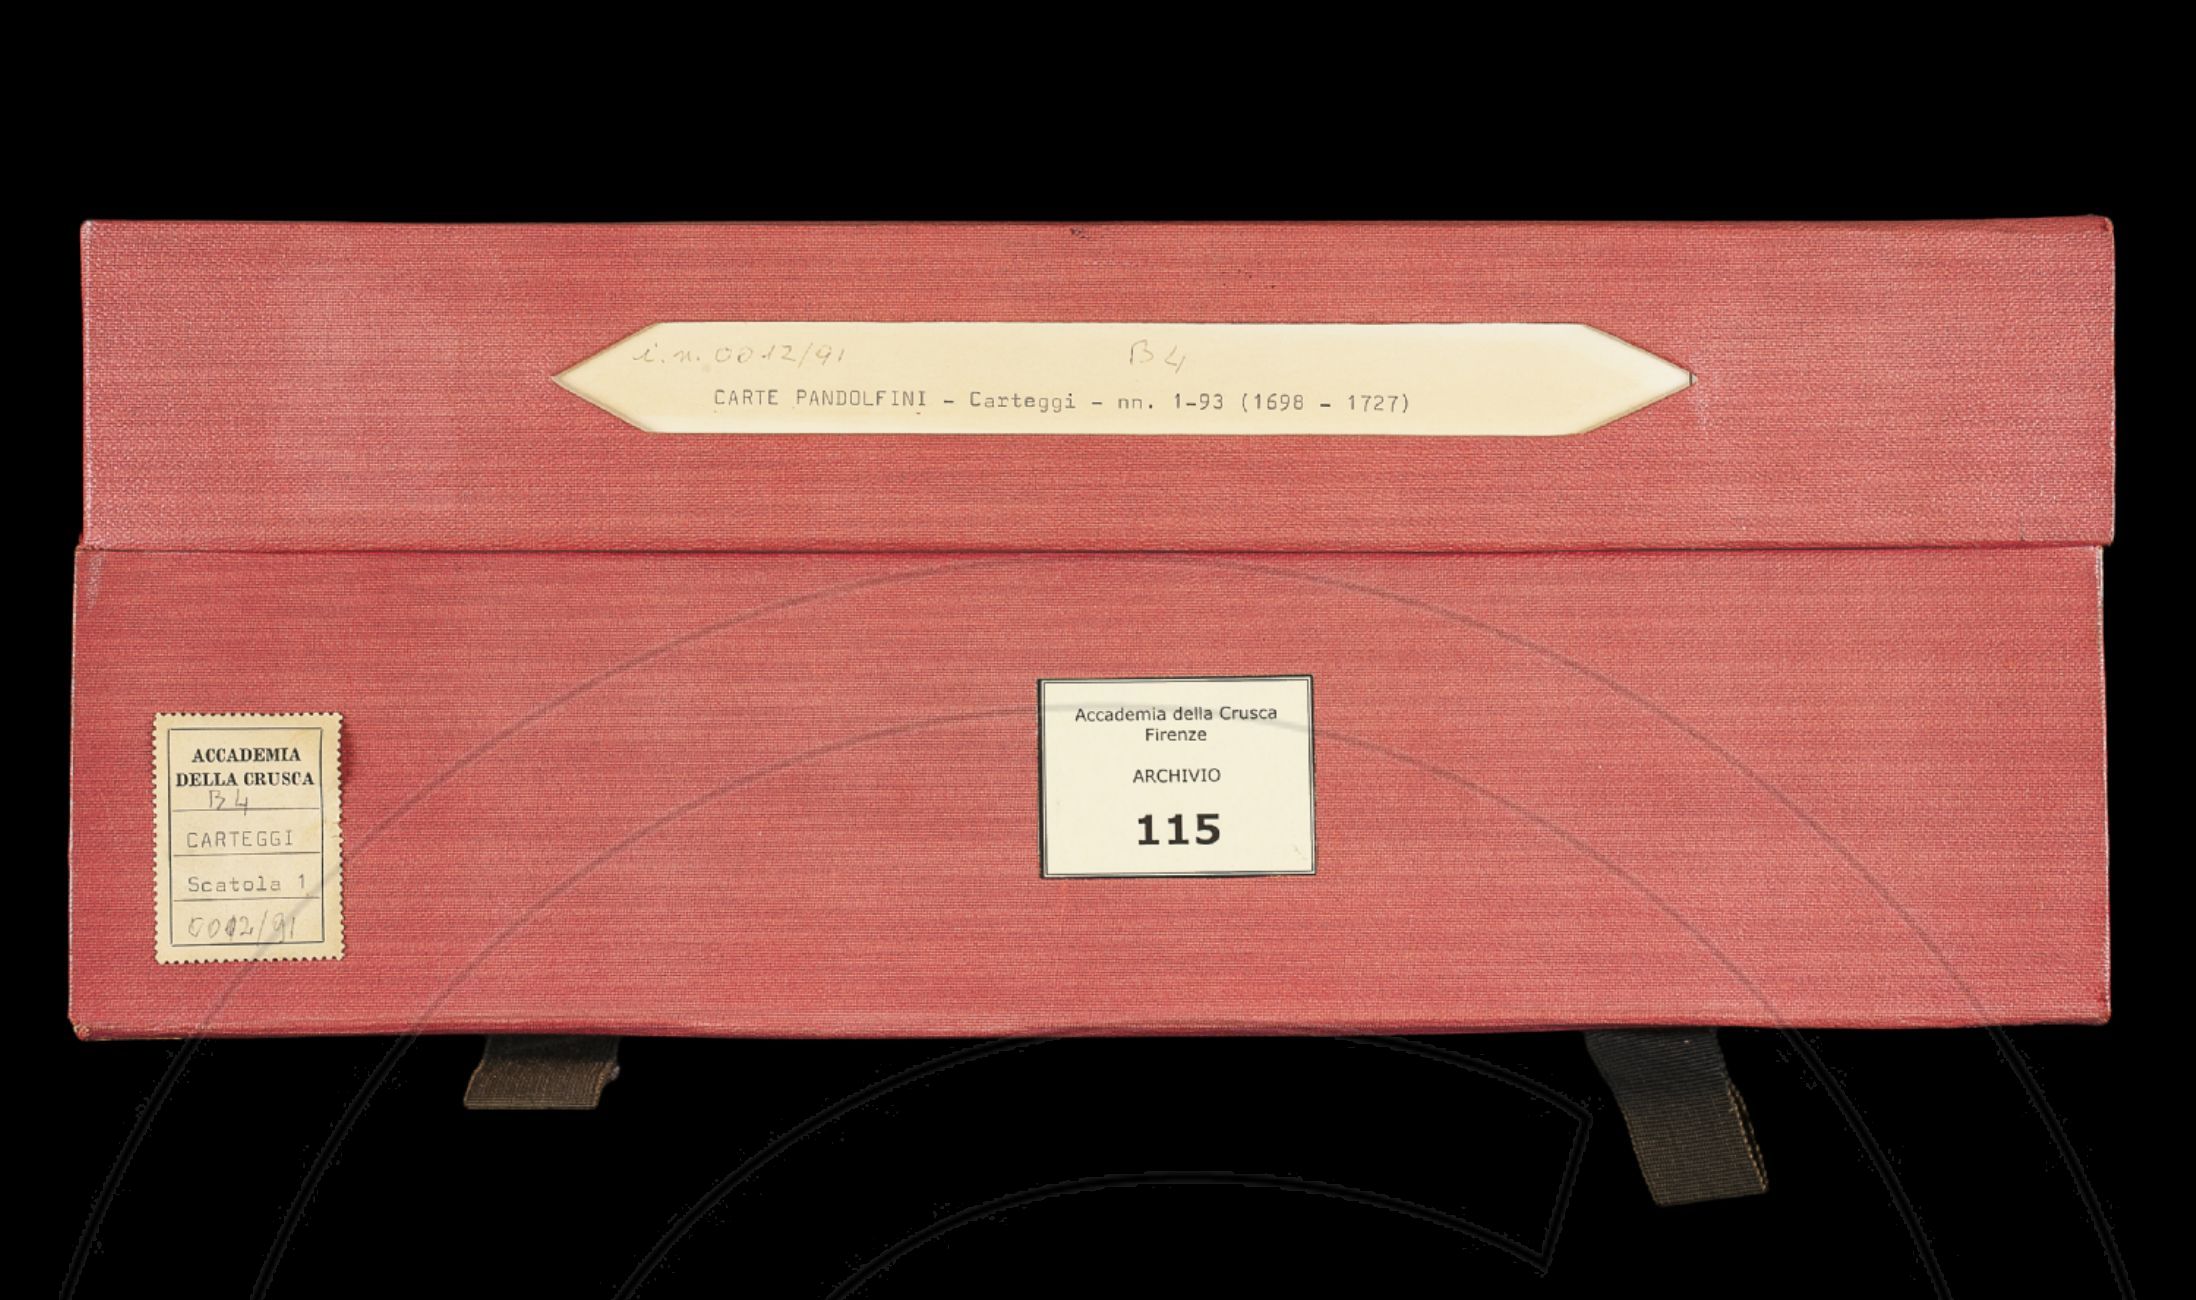 i.n. 0012/91 B4
CARTE PANDOLFINI - Carteggi - nn. 1-93 (1698 - 1727)
Accademia della Crusca
Firenze
ARCHIVIO
115
ACCADEMIA
DELLA CRUSCA
B4
CARTEGGI
Scatola 1
0012/91